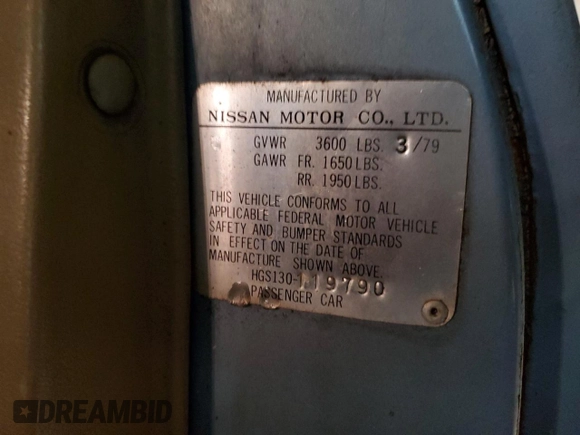 MANUFACTURED BY
NISSAN MOTOR CO., LTD.
GVWR 3600 LBS. 3/79
GAWR FR. 1650 LBS.
RR. 1950 LBS.
THIS VEHICLE CONFORMS TO ALL
APPLICABLE FEDERAL MOTOR VEHICLE
SAFETY AND BUMPER STANDARDS
IN EFFECT ON THE DATE OF
MANUFACTURE SHOWN ABOVE.
HGS130-119790
PASSENGER CAR
DREAMBID